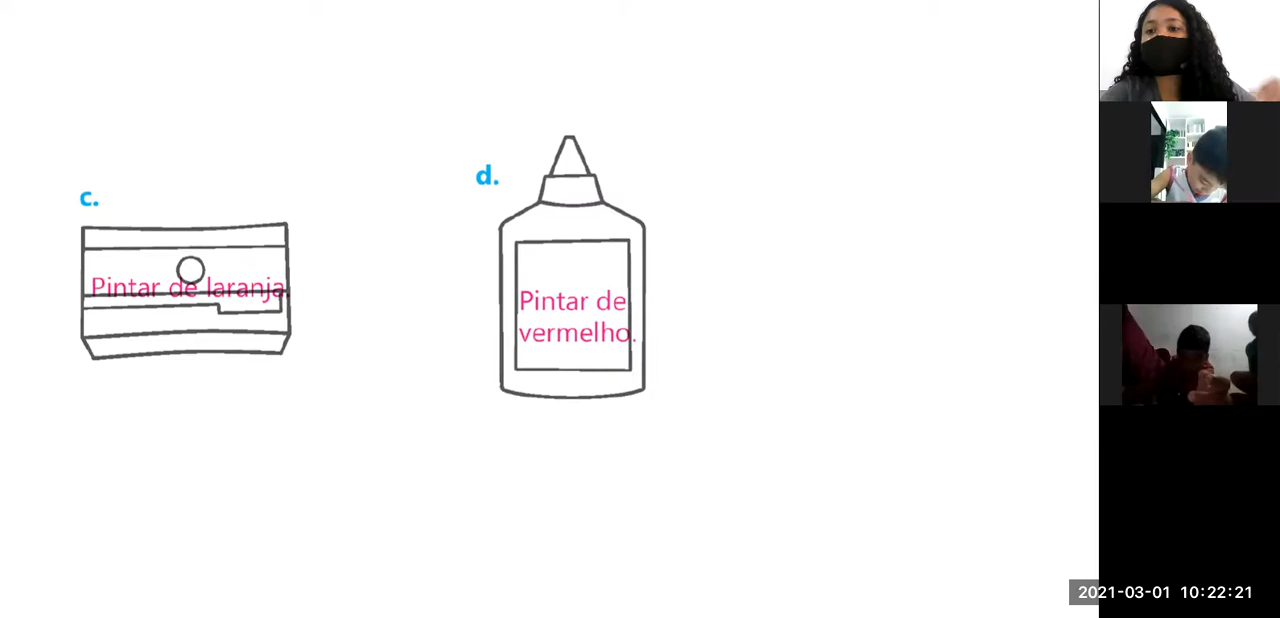 c.
Pintar de laranja.
d.
Pintar de
vermelho.
2021-03-01 10:22:21